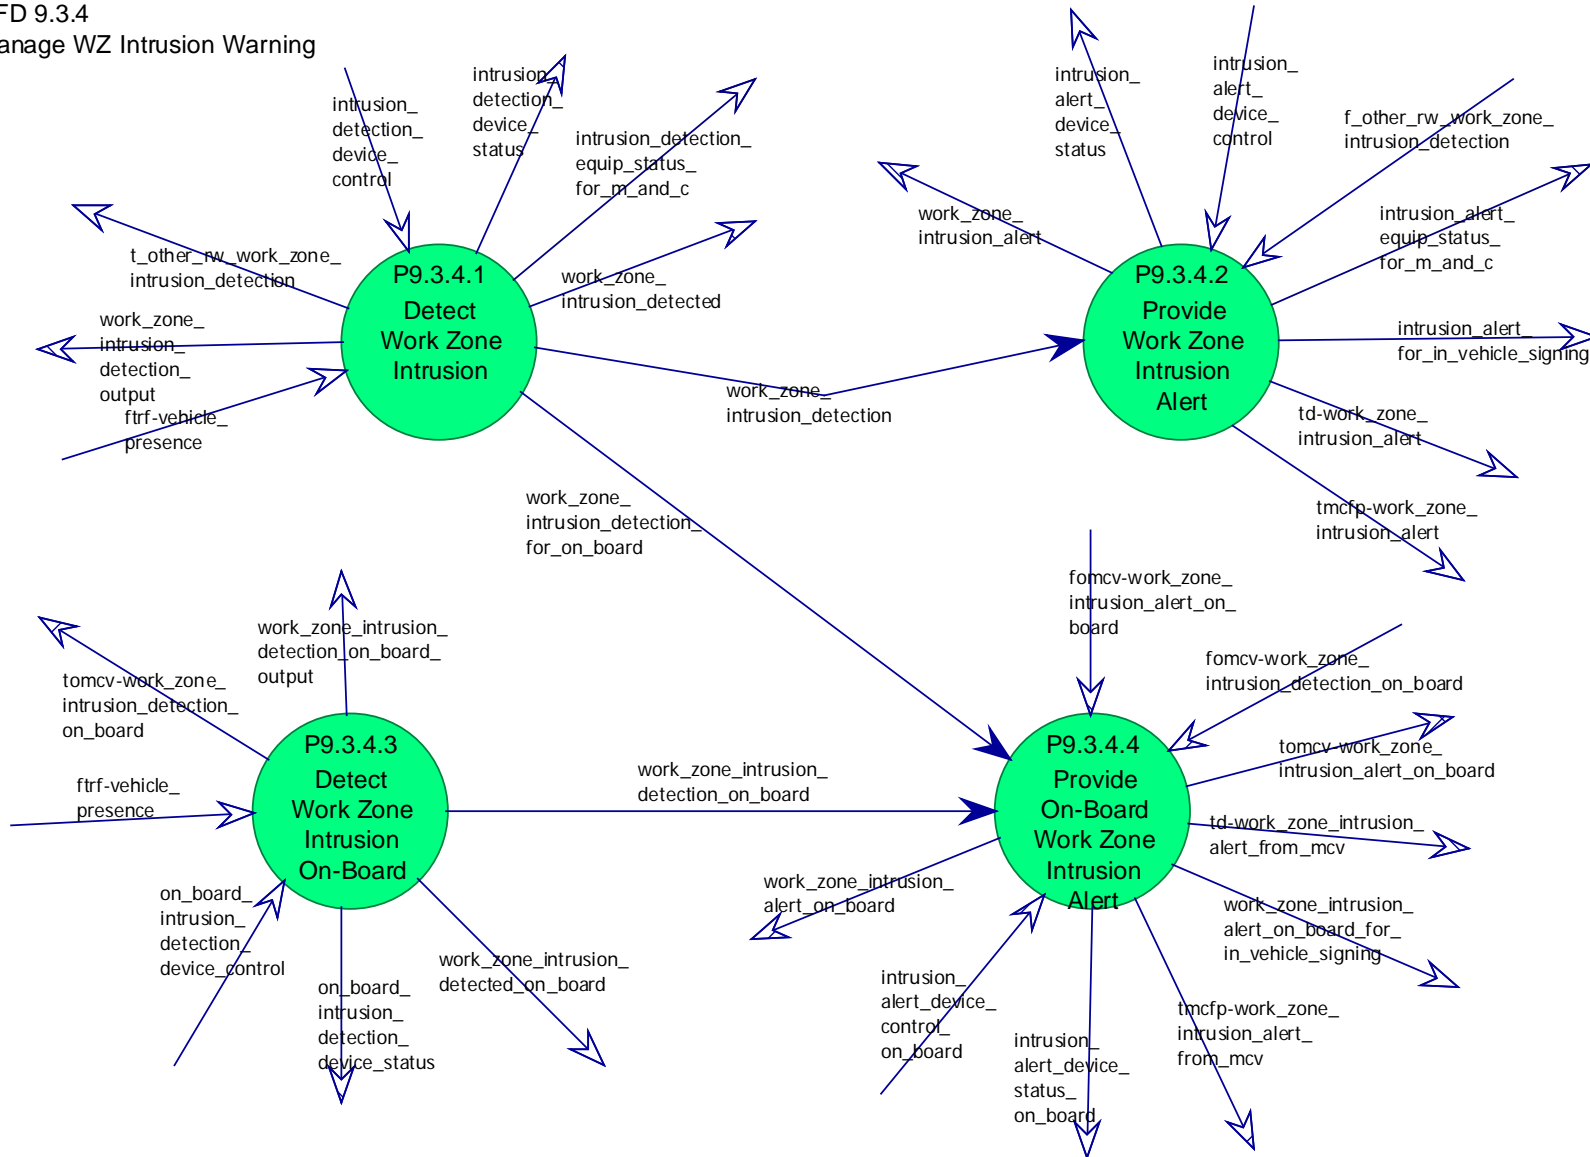 FD 9.3.4
anage WZ Intrusion Warning
intrusion_
detection_
device_
control
intrusion_
detection_
device_
status
intrusion_detection_
equip_status_
for_m_and_c
t_other_rw_work_zone_
intrusion_detection
work_zone_
intrusion_detected
work_zone_
intrusion_
detection_
output
ftrf-vehicle_
presence
P9.3.4.1
Detect
Work Zone
Intrusion
work_zone_
intrusion_detection
work_zone_
intrusion_detection_
for_on_board
intrusion_
alert_
device_
status
intrusion_
alert_
device_
control
f_other_rw_work_zone_
intrusion_detection
work_zone_
intrusion_alert
intrusion_alert_
equip_status_
for_m_and_c
P9.3.4.2
Provide
Work Zone
Intrusion
Alert
intrusion_alert_
for_in_vehicle_signing
td-work_zone_
intrusion_alert
tmcfp-work_zone_
intrusion_alert
work_zone_intrusion_
detection_on_board_
output
tomcv-work_zone_
intrusion_detection_
on_board
ftrf-vehicle_
presence
P9.3.4.3
Detect
Work Zone
Intrusion
On-Board
on_board_
intrusion_
detection_
device_control
on_board_
intrusion_
detection_
device_status
work_zone_intrusion_
detected_on_board
work_zone_intrusion_
detection_on_board
fomcv-work_zone_
intrusion_alert_on_
board
fomcv-work_zone_
intrusion_detection_on_board
P9.3.4.4
Provide
On-Board
Work Zone
Intrusion
Alert
tomcv-work_zone_
intrusion_alert_on_board
td-work_zone_intrusion_
alert_from_mcv
work_zone_intrusion_
alert_on_board
work_zone_intrusion_
alert_on_board_for_
in_vehicle_signing
intrusion_
alert_device_
control_
on_board
intrusion_
alert_device_
status_
on_board
tmcfp-work_zone_
intrusion_alert_
from_mcv